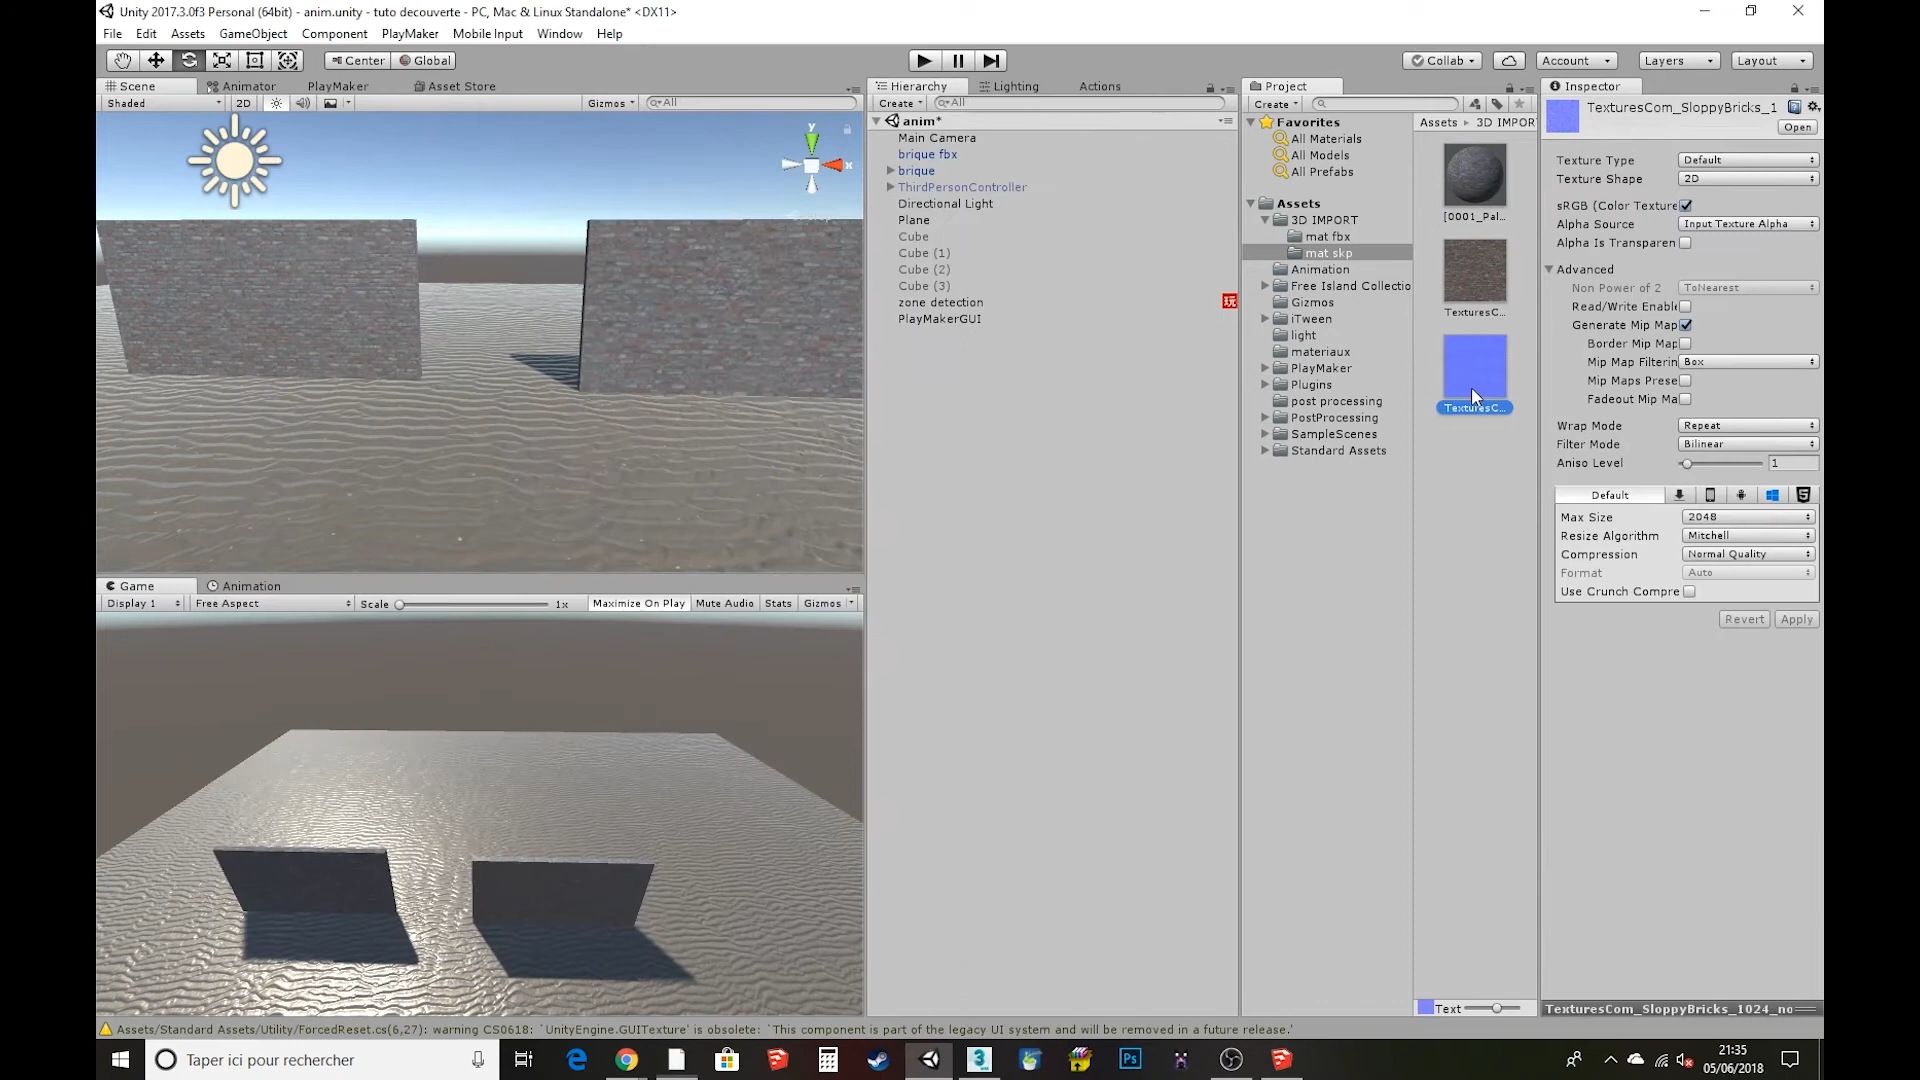 Unity 2017.3.0f3 Personal (64bit) - anim.unity - tuto decouverte - PC, Mac & Linux Standalone* <DX11>
File Edit Assets GameObject Component PlayMaker Mobile Input Window Help
Center Global Collab Account Layers Layout
Scene Animator PlayMaker Asset Store
Shaded 2D Gizmos All
y
x
Game Animation
Display 1 Free Aspect Scale 1x Maximize On Play Mute Audio Stats Gizmos
Hierarchy Lighting Actions
Create All
anim*
Main Camera
brique fbx
brique
ThirdPersonController
Directional Light
Plane
Cube
Cube (1)
Cube (2)
Cube (3)
zone detection
玩
PlayMakerGUI
Project
Create
Favorites
All Materials
All Models
All Prefabs
Assets
3D IMPORT
mat fbx
mat skp
Animation
Free Island Collectio
Gizmos
iTween
light
materiaux
PlayMaker
Plugins
post processing
PostProcessing
SampleScenes
Standard Assets
Assets 3D IMPOR
[0001_Pal...
TexturesC...
TexturesC...
Text
Inspector
TexturesCom_SloppyBricks_1
Open
Texture Type Default
Texture Shape 2D
sRGB (Color Texture
Alpha Source Input Texture Alpha
Alpha Is Transparen
Advanced
Non Power of 2 ToNearest
Read/Write Enable
Generate Mip Map
Border Mip Map
Mip Map Filterin Box
Mip Maps Prese
Fadeout Mip Ma
Wrap Mode Repeat
Filter Mode Bilinear
Aniso Level 1
Default
Max Size 2048
Resize Algorithm Mitchell
Compression Normal Quality
Format Auto
Use Crunch Compre
Revert Apply
TexturesCom_SloppyBricks_1024_no
Assets/Standard Assets/Utility/ForcedReset.cs(6,27): warning CS0618: `UnityEngine.GUITexture' is obsolete: `This component is part of the legacy UI system and will be removed in a future release.'
Taper ici pour rechercher
Ps
3
21:35
05/06/2018